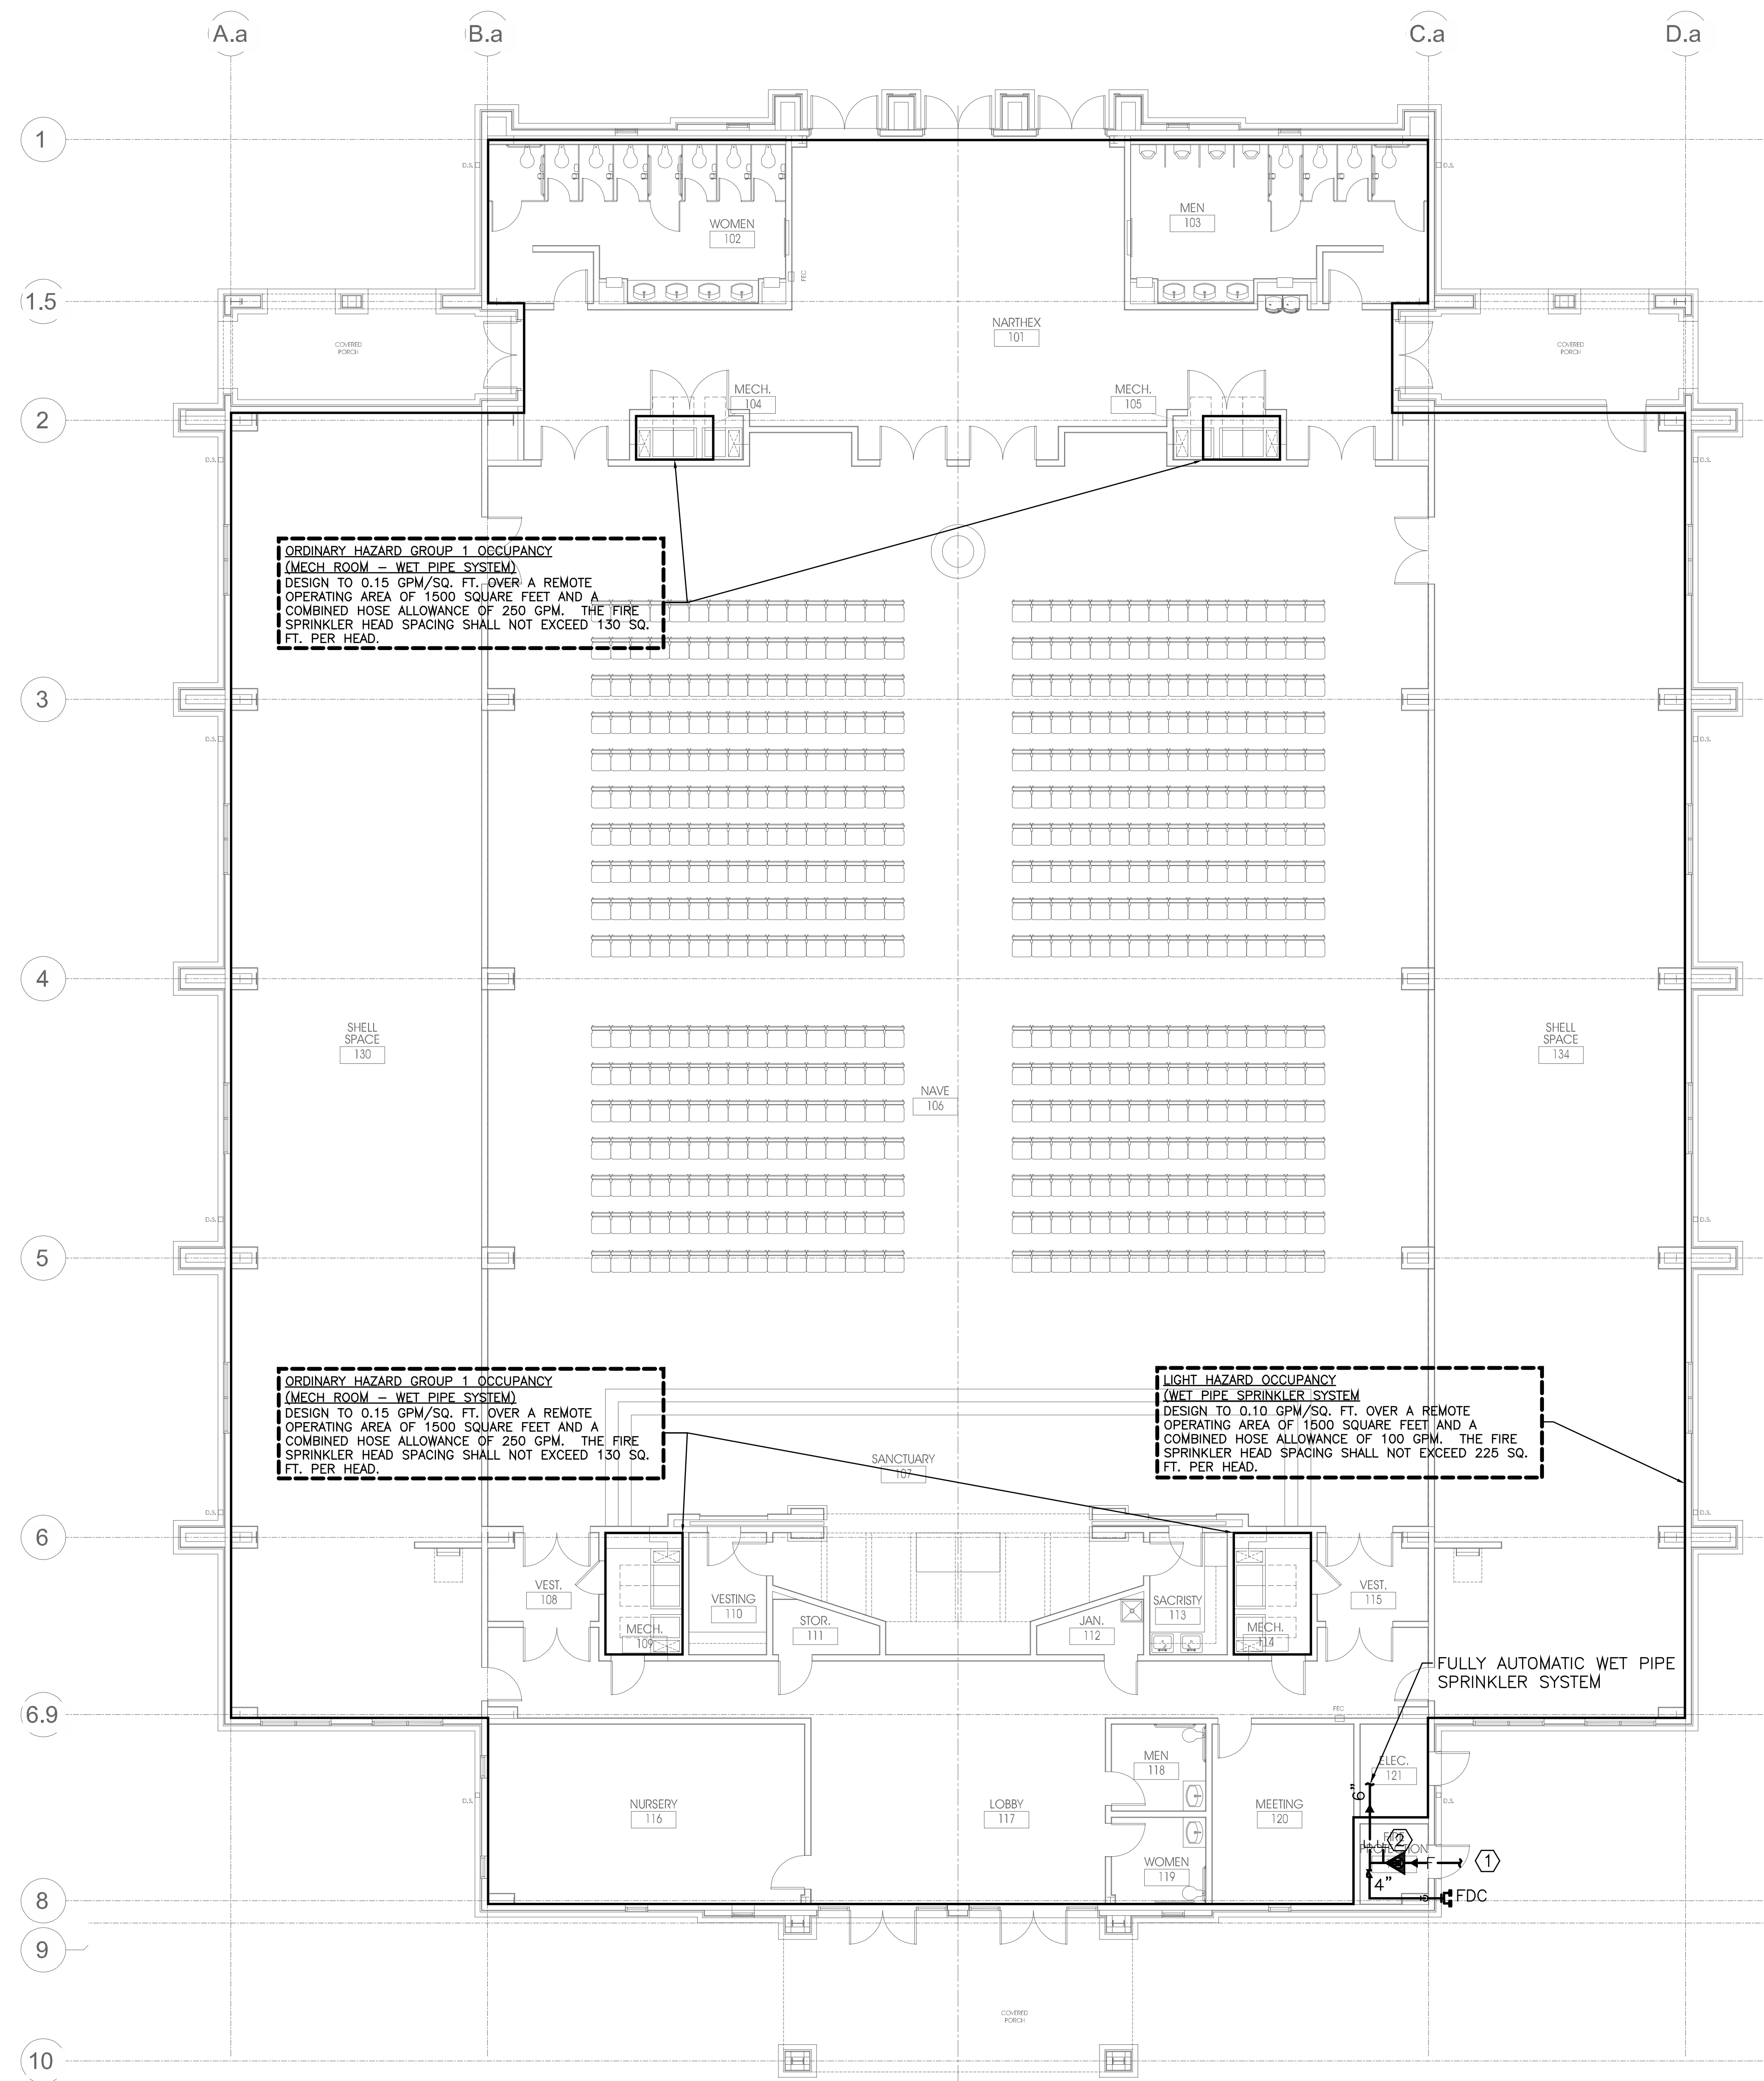 A.a
B.a
C.a
D.a
1
D.S.
D.S.
WOMEN
102
MEN
103
FEC
1.5
NARTHEX
101
COVERED
PORCH
COVERED
PORCH
MECH.
104
MECH.
105
2
D.S.
D.S.
ORDINARY HAZARD GROUP 1 OCCUPANCY
(MECH ROOM – WET PIPE SYSTEM)
DESIGN TO 0.15 GPM/SQ. FT. OVER A REMOTE
OPERATING AREA OF 1500 SQUARE FEET AND A
COMBINED HOSE ALLOWANCE OF 250 GPM. THE FIRE
SPRINKLER HEAD SPACING SHALL NOT EXCEED 130 SQ.
FT. PER HEAD.
3
D.S.
D.S.
4
SHELL
SPACE
130
SHELL
SPACE
134
NAVE
106
D.S.
D.S.
5
ORDINARY HAZARD GROUP 1 OCCUPANCY
(MECH ROOM – WET PIPE SYSTEM)
DESIGN TO 0.15 GPM/SQ. FT. OVER A REMOTE
OPERATING AREA OF 1500 SQUARE FEET AND A
COMBINED HOSE ALLOWANCE OF 250 GPM. THE FIRE
SPRINKLER HEAD SPACING SHALL NOT EXCEED 130 SQ.
FT. PER HEAD.
LIGHT HAZARD OCCUPANCY
(WET PIPE SPRINKLER SYSTEM
DESIGN TO 0.10 GPM/SQ. FT. OVER A REMOTE
OPERATING AREA OF 1500 SQUARE FEET AND A
COMBINED HOSE ALLOWANCE OF 100 GPM. THE FIRE
SPRINKLER HEAD SPACING SHALL NOT EXCEED 225 SQ.
FT. PER HEAD.
SANCTUARY
107
D.S.
D.S.
6
VEST.
108
MECH.
109
VESTING
110
STOR.
111
JAN.
112
SACRISTY
113
MECH.
114
VEST.
115
FULLY AUTOMATIC WET PIPE
SPRINKLER SYSTEM
6.9
FEC
MEN
118
ELEC.
121
6"
D.S.
D.S.
NURSERY
116
LOBBY
117
MEETING
120
FIRE
PROTECTION
2
1
WOMEN
119
4"
FDC
8
9
COVERED
PORCH
10